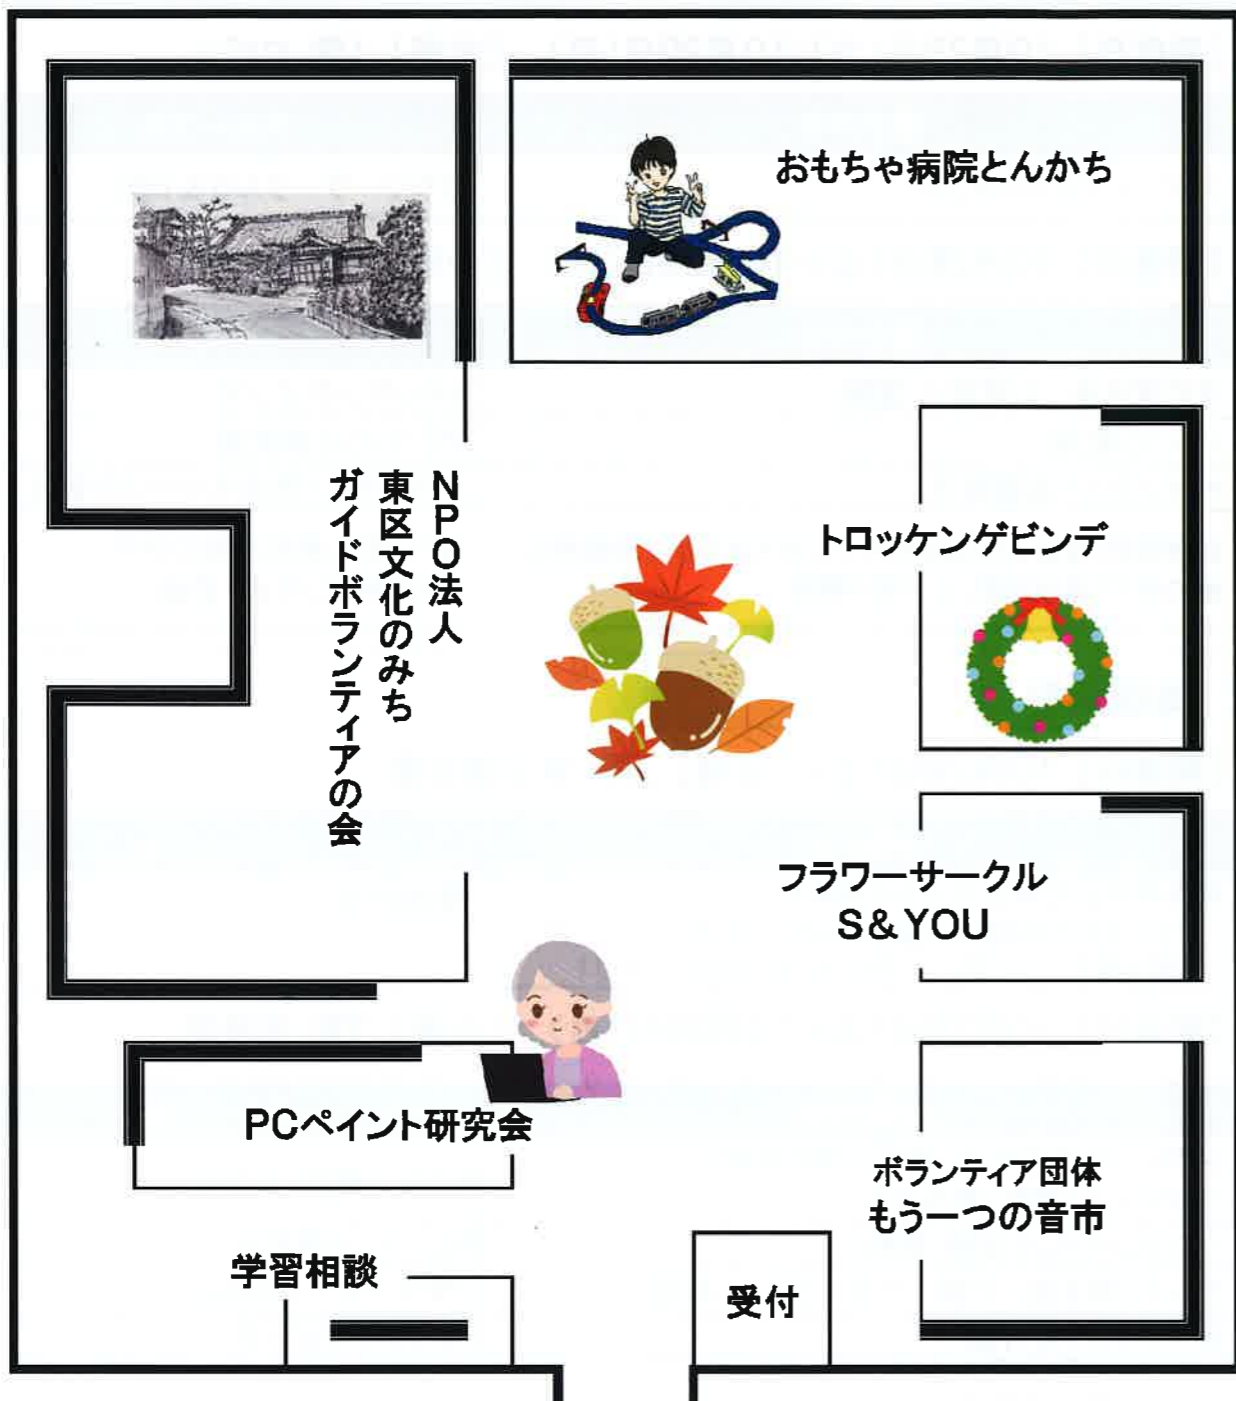 おもちゃ病院とんかち
NPO法人
東区文化のみち
ガイドボランティアの会
トロッケンゲビンデ
フラワーサークル
S&YOU
PCペイント研究会
ボランティア団体
もう一つの音市
学習相談
受付